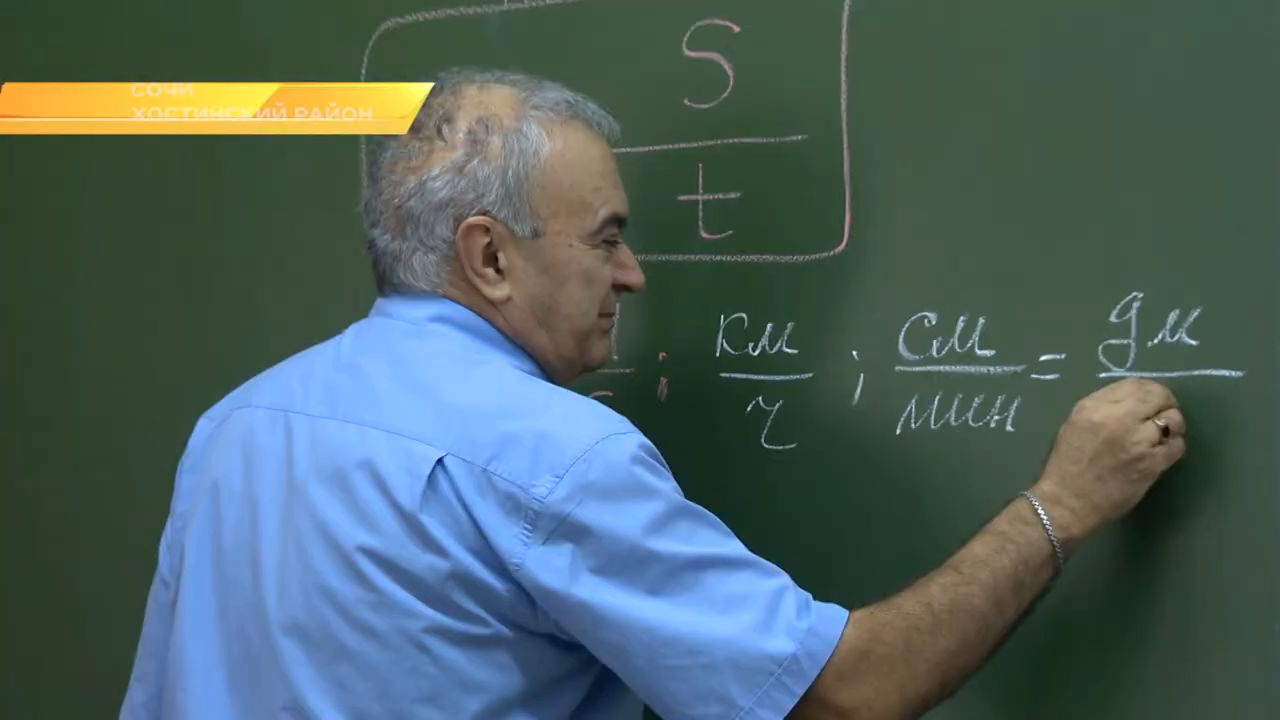 СОЧИ
ХОСТИНСКИЙ РАЙОН
S
t
; км ; см = дм
ч мин